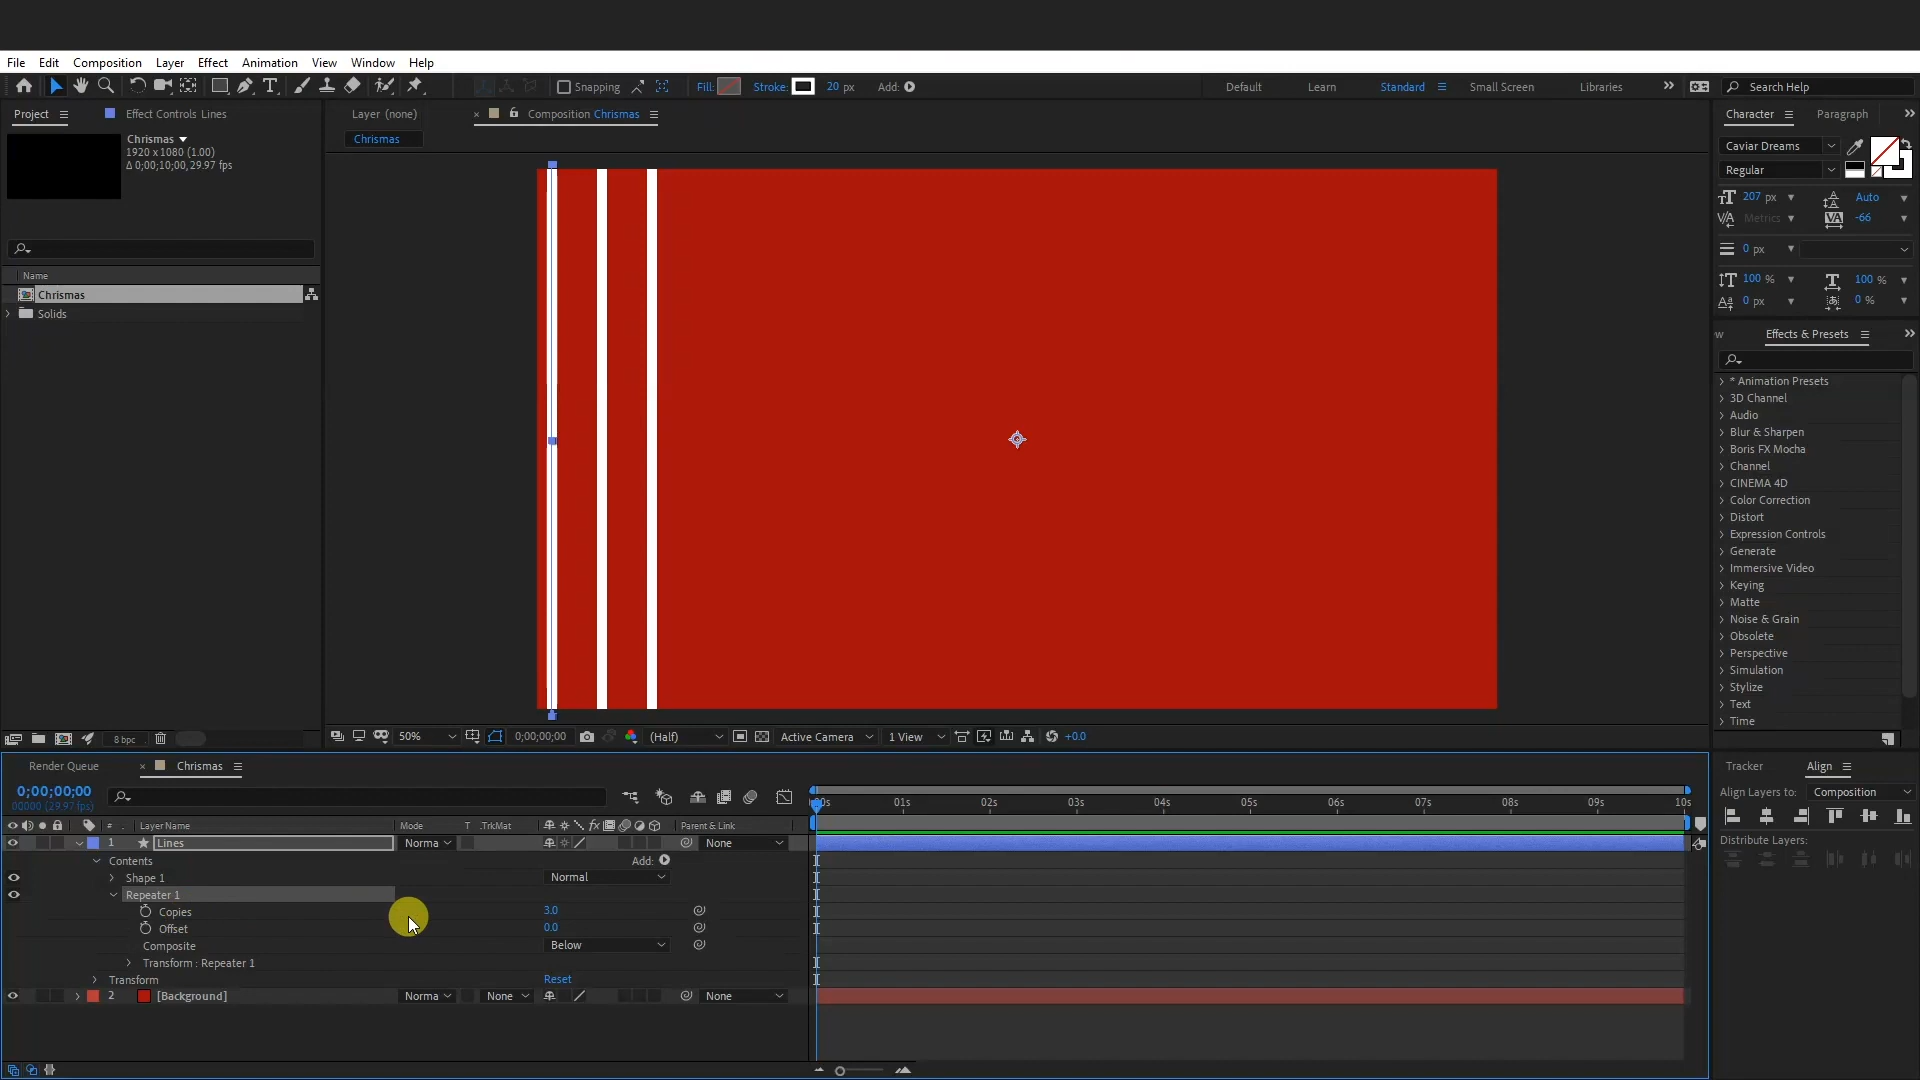 File Edit Composition Layer Effect Animation View Window Help
Snapping Fill: Stroke: 20 px Add: Default Learn Standard Small Screen Libraries Search Help
Project Effect Controls Lines Layer (none) Composition Chrismas Character Paragraph
Chrismas
1920 x 1080 (1.00)
Δ 0;00;10;00, 29.97 fps
Chrismas
Caviar Dreams
Regular
207 px Auto
Metrics -66
0 px
100 % 100 %
0 px 0 %
Name
Chrismas
Solids
Effects & Presets
* Animation Presets
3D Channel
Audio
Blur & Sharpen
Boris FX Mocha
Channel
CINEMA 4D
Color Correction
Distort
Expression Controls
Generate
Immersive Video
Keying
Matte
Noise & Grain
Obsolete
Perspective
Simulation
Stylize
Text
Time
8 bpc 50% 0;00;00;00 (Half) Active Camera 1 View +0.0
Render Queue Chrismas Tracker Align
0;00;00;00
00000 (29.97 fps)
Align Layers to: Composition
Distribute Layers:
00s 01s 02s 03s 04s 05s 06s 07s 08s 09s 10s
# Layer Name Mode T .TrkMat Parent & Link
1 Lines Norma None
Contents Add:
Shape 1 Normal
Repeater 1
Copies 3.0
Offset 0.0
Composite Below
Transform : Repeater 1
Transform Reset
2 [Background] Norma None None